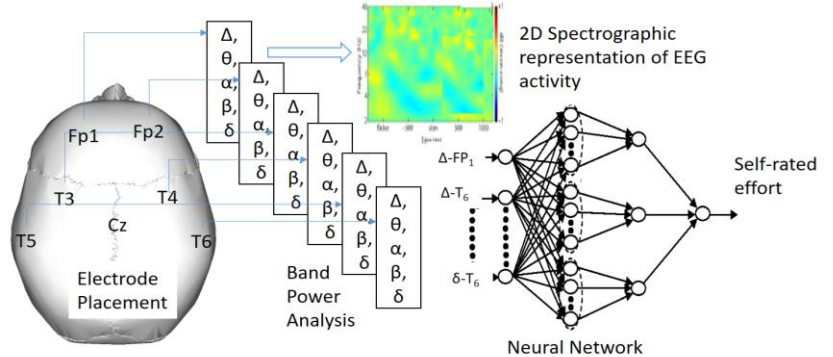 2D Spectrographic
representation of EEG
activity
Δ,
θ,
α,
β,
δ
Δ,
θ,
α,
β,
δ
Δ,
θ,
α,
β,
δ
Δ,
θ,
α,
β,
δ
Δ,
θ,
α,
β,
δ
Δ,
θ,
α,
β,
δ
Fp1
Fp2
T3
T4
T5
Cz
T6
Electrode
Placement
Band
Power
Analysis
Δ-FP1
Δ-T6
δ-T6
Self-rated
effort
Neural Network